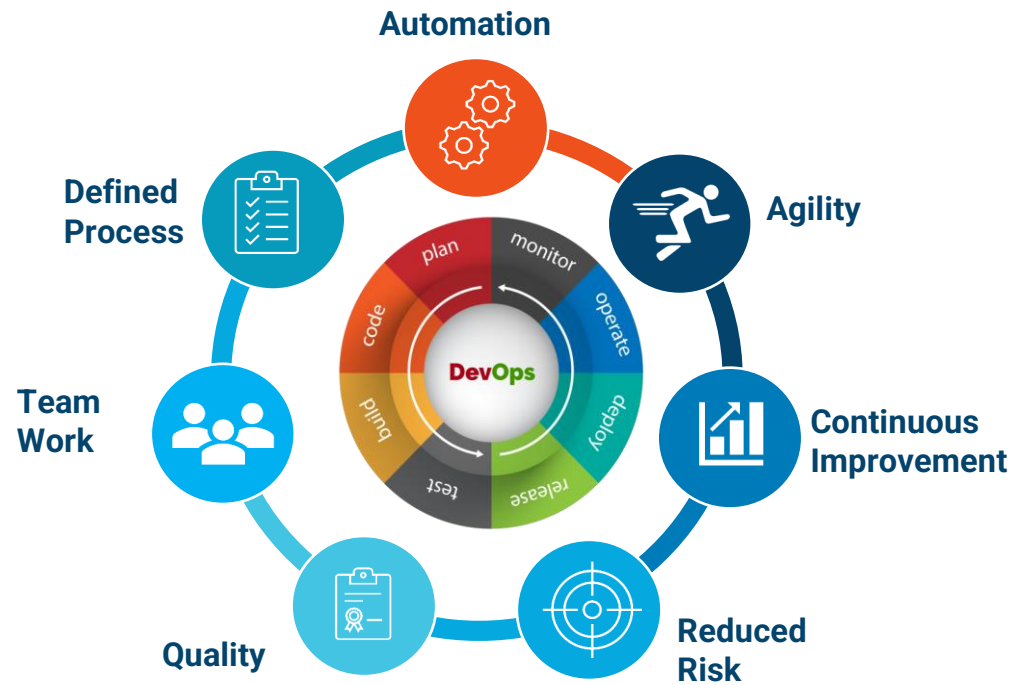 Automation
Defined
Process
Agility
plan
monitor
code
operate
DevOps
build
deploy
test
release
Team
Work
Continuous
Improvement
Quality
Reduced
Risk